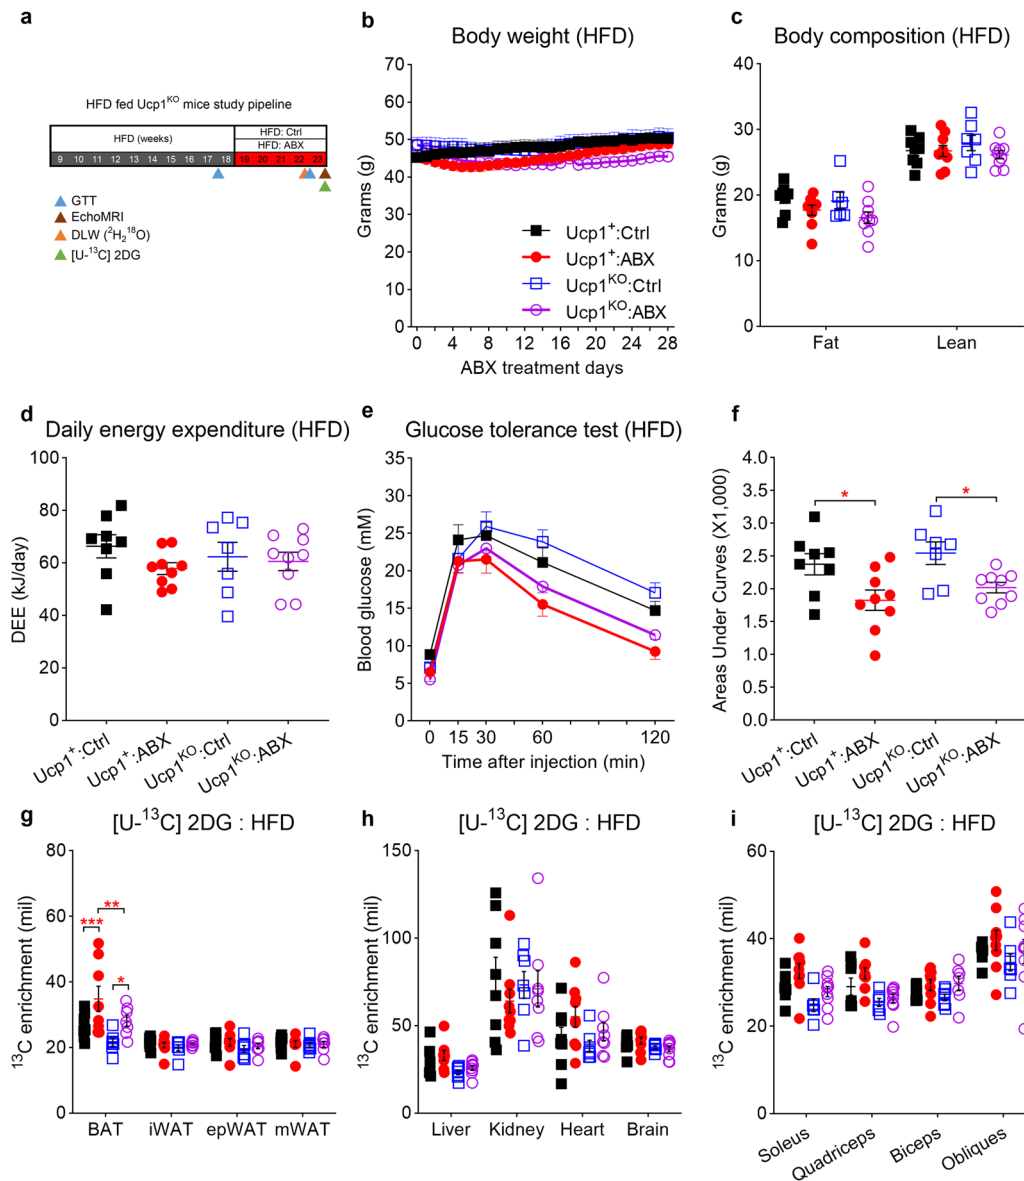 a
HFD fed Ucp1KO mice study pipeline
HFD (weeks)
HFD: Ctrl
HFD: ABX
9 10 11 12 13 14 15 16 17 18 19 20 21 22 23
GTT
EchoMRI
DLW (2H218O)
[U-13C] 2DG
b
Body weight (HFD)
Grams (g)
70
60
50
40
30
20
10
0
0 4 8 12 16 20 24 28
ABX treatment days
Ucp1+:Ctrl
Ucp1+:ABX
Ucp1KO:Ctrl
Ucp1KO:ABX
c
Body composition (HFD)
Grams (g)
40
30
20
10
0
Fat Lean
d
Daily energy expenditure (HFD)
DEE (kJ/day)
100
80
60
40
20
0
Ucp1+:Ctrl
Ucp1+:ABX
Ucp1KO:Ctrl
Ucp1KO:ABX
e
Glucose tolerance test (HFD)
Blood glucose (mM)
35
30
25
20
15
10
5
0
0 15 30 60 120
Time after injection (min)
f
Areas Under Curves (X1,000)
4.0
3.5
3.0
2.5
2.0
1.5
1.0
0.5
0.0
* *
Ucp1+:Ctrl
Ucp1+:ABX
Ucp1KO:Ctrl
Ucp1KO:ABX
g
[U-13C] 2DG : HFD
13C enrichment (mil)
80
60
40
20
0
**
***
*
BAT iWAT epWAT mWAT
h
[U-13C] 2DG : HFD
13C enrichment (mil)
150
100
50
0
Liver Kidney Heart Brain
i
[U-13C] 2DG : HFD
13C enrichment (mil)
60
40
20
0
Soleus
Quadriceps
Biceps
Obliques